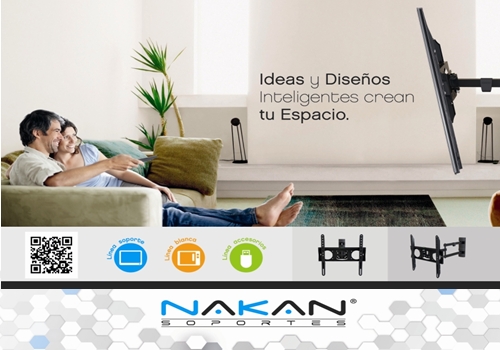 Ideas y Diseños
Inteligentes crean
tu Espacio.
Línea soporte
Línea blanca
Línea accesorios
NAKAN®
SOPORTES